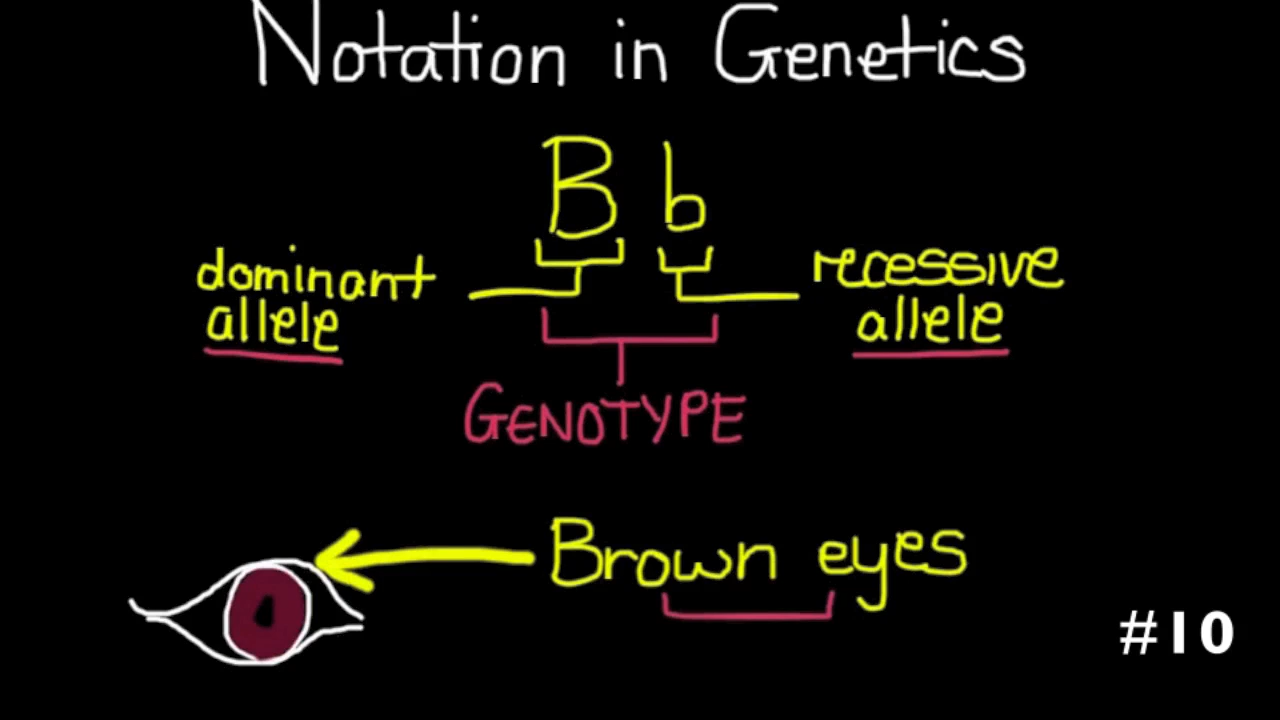 Notation in Genetics
B b
dominant
allele
recessive
allele
GENOTYPE
Brown eyes
#10